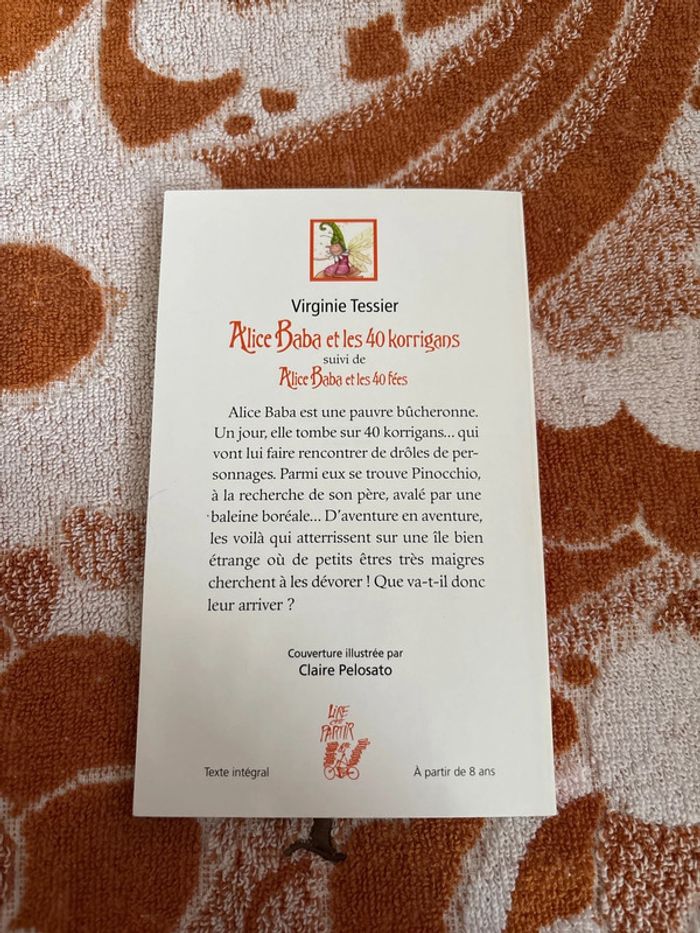 Virginie Tessier
Alice Baba et les 40 korrigans
suivi de
Alice Baba et les 40 fées
Alice Baba est une pauvre bûcheronne.
Un jour, elle tombe sur 40 korrigans... qui
vont lui faire rencontrer de drôles de per-
sonnages. Parmi eux se trouve Pinocchio,
à la recherche de son père, avalé par une
baleine boréale... D'aventure en aventure,
les voilà qui atterrissent sur une île bien
étrange où de petits êtres très maigres
cherchent à les dévorer ! Que va-t-il donc
leur arriver ?
Couverture illustrée par
Claire Pelosato
LIRE
C'EST
PARTIR
Texte intégral
À partir de 8 ans